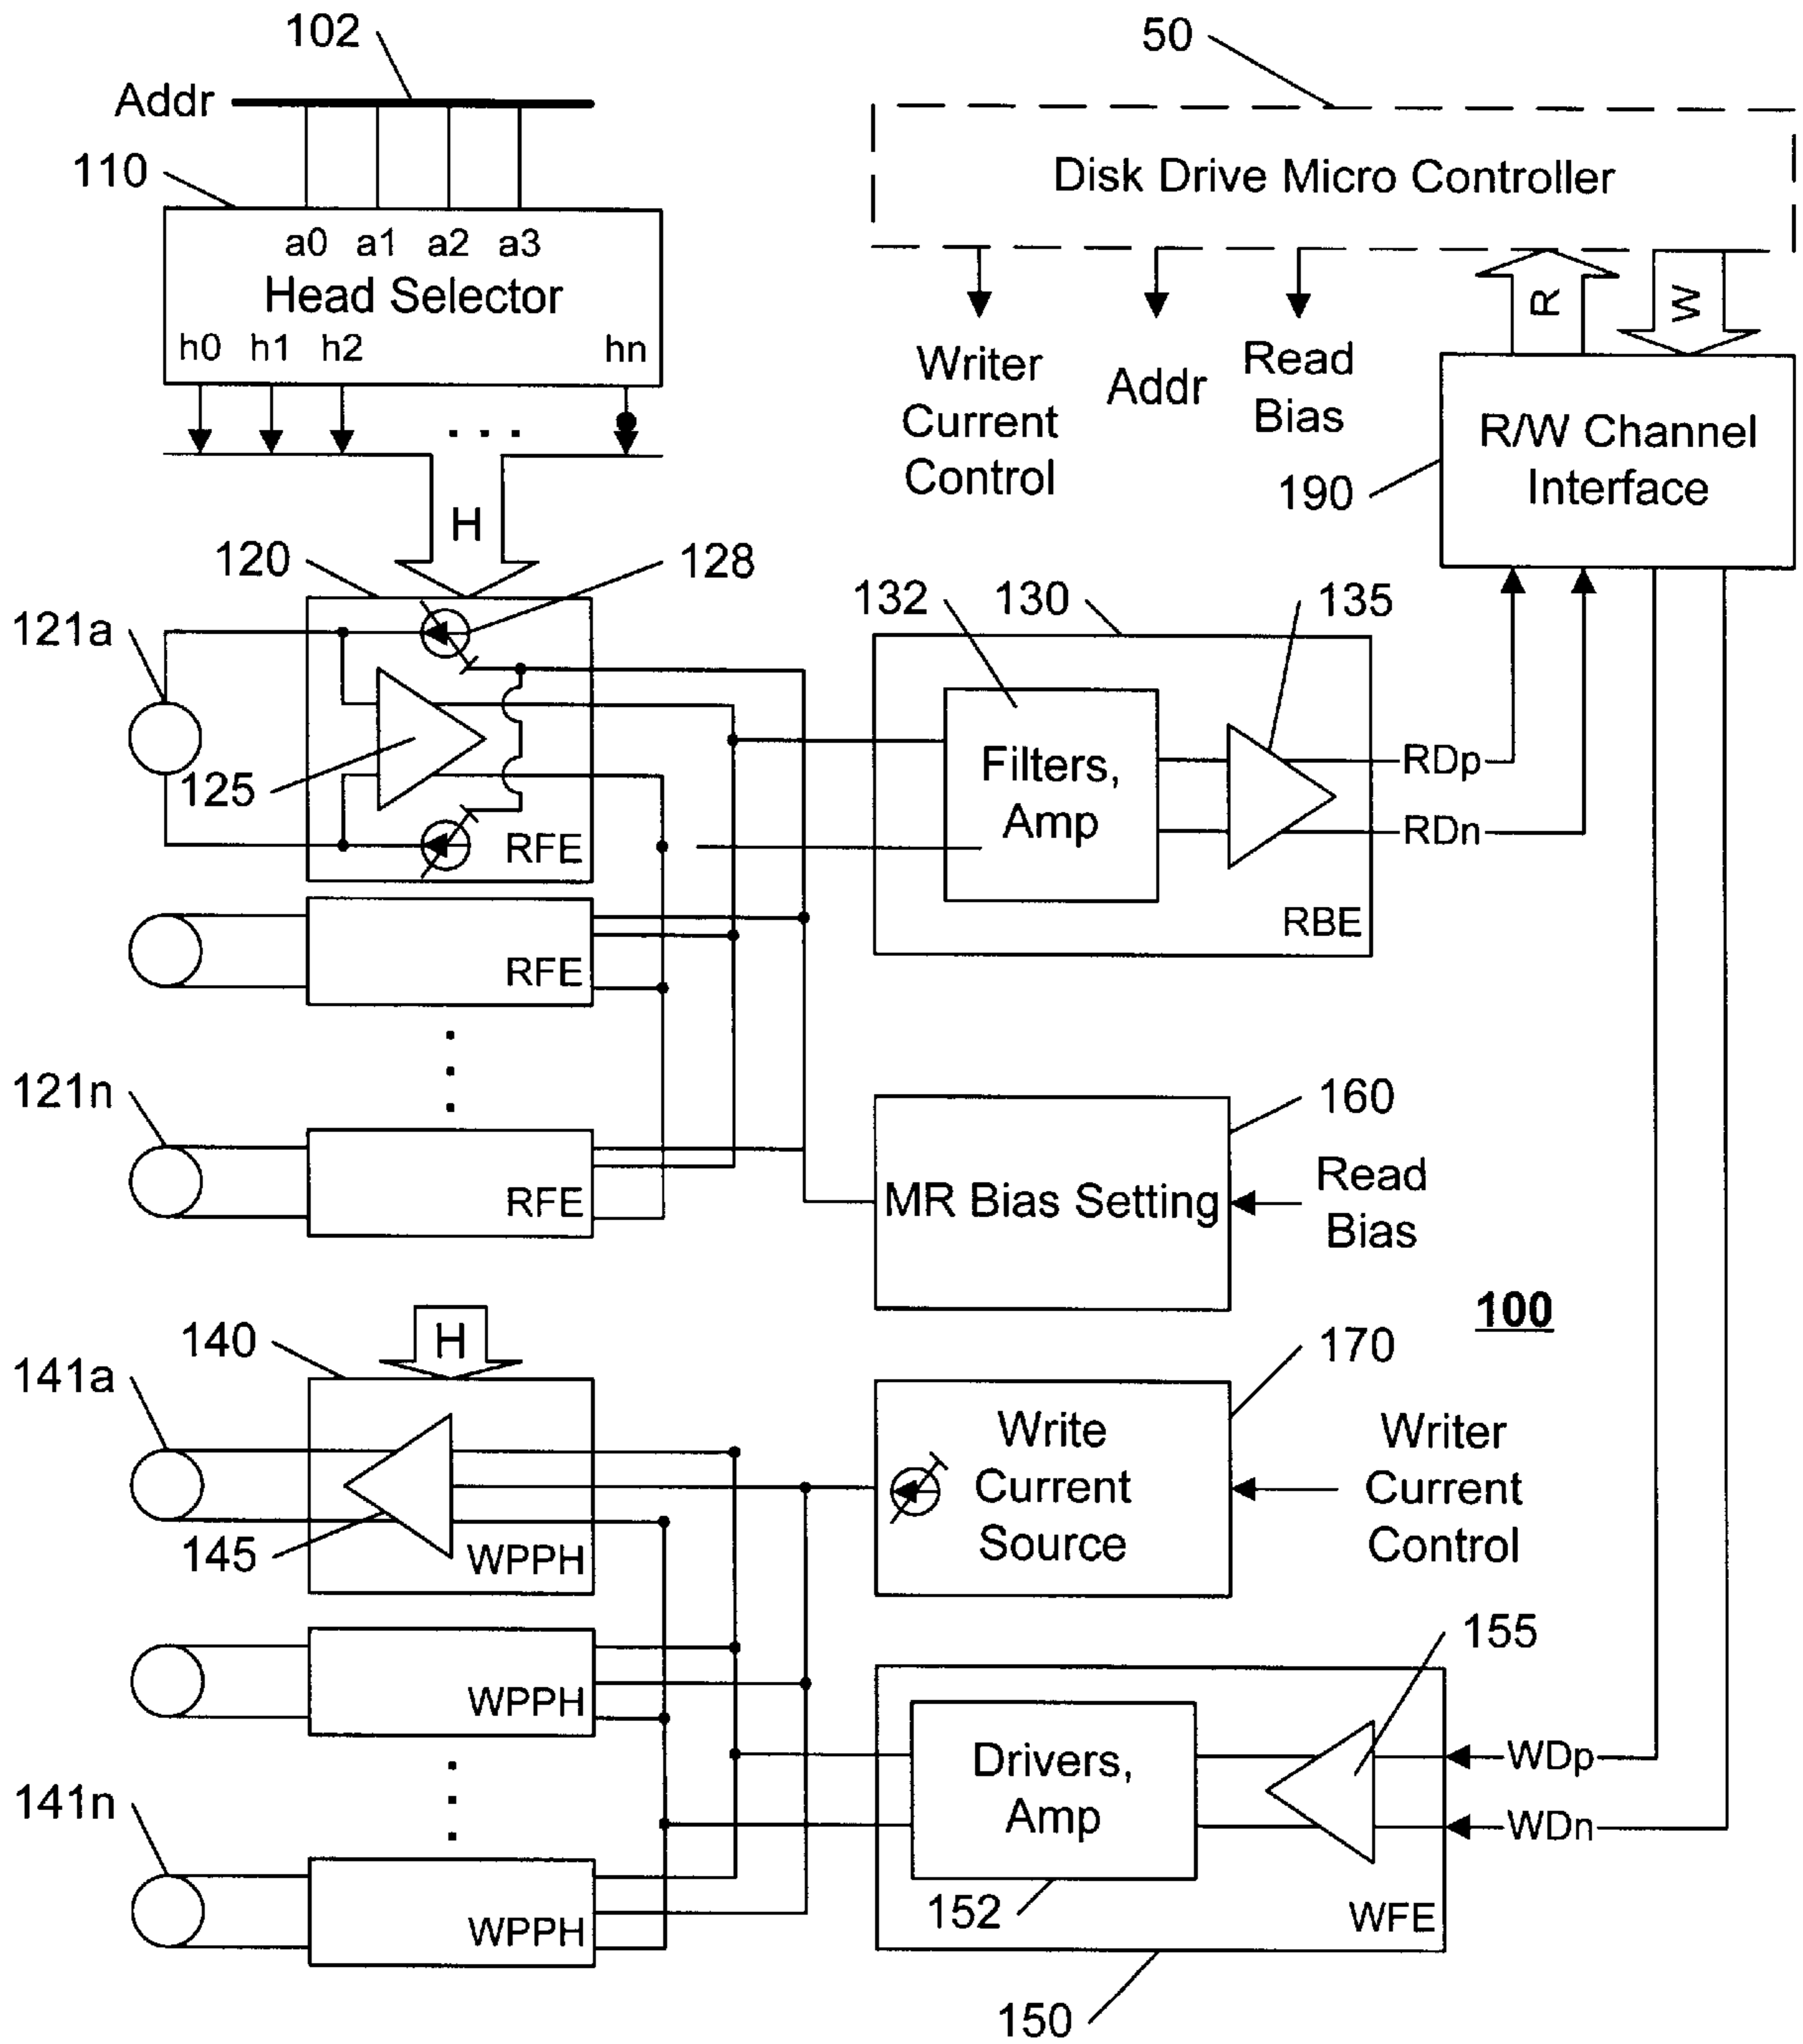 102
50
Addr
110
Disk Drive Micro Controller
a0 a1 a2 a3
Head Selector
h0 h1 h2 hn
. . .
R
W
Writer
Current
Control
Addr
Read
Bias
R/W Channel
Interface
190
H
120
128
132
130
135
121a
125
RFE
Filters,
Amp
RDp
RDn
RBE
RFE
121n
RFE
160
MR Bias Setting
Read
Bias
100
H
140
170
141a
145
WPPH
Write
Current
Source
Writer
Current
Control
155
WPPH
Drivers,
Amp
WDp
WDn
141n
152
WFE
WPPH
150